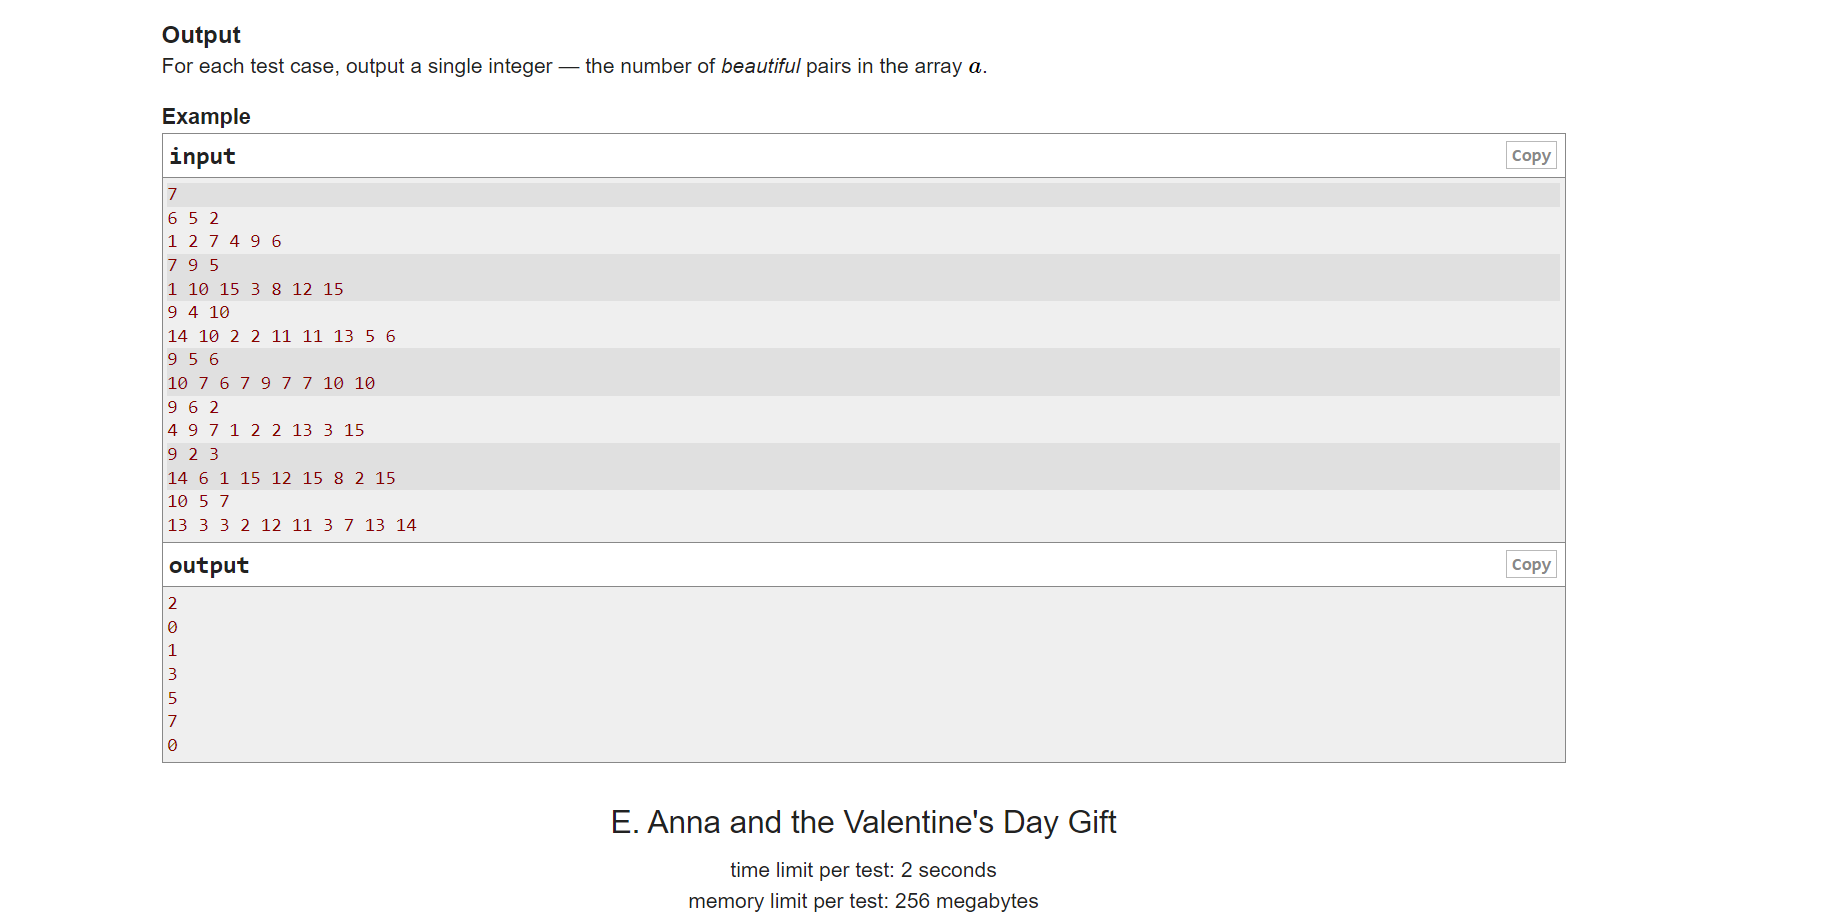 Output
For each test case, output a single integer — the number of beautiful pairs in the array a.
Example
input
Copy
7
6 5 2
1 2 7 4 9 6
7 9 5
1 10 15 3 8 12 15
9 4 10
14 10 2 2 11 11 13 5 6
9 5 6
10 7 6 7 9 7 7 10 10
9 6 2
4 9 7 1 2 2 13 3 15
9 2 3
14 6 1 15 12 15 8 2 15
10 5 7
13 3 3 2 12 11 3 7 13 14
output
Copy
2
0
1
3
5
7
0
E. Anna and the Valentine's Day Gift
time limit per test: 2 seconds
memory limit per test: 256 megabytes